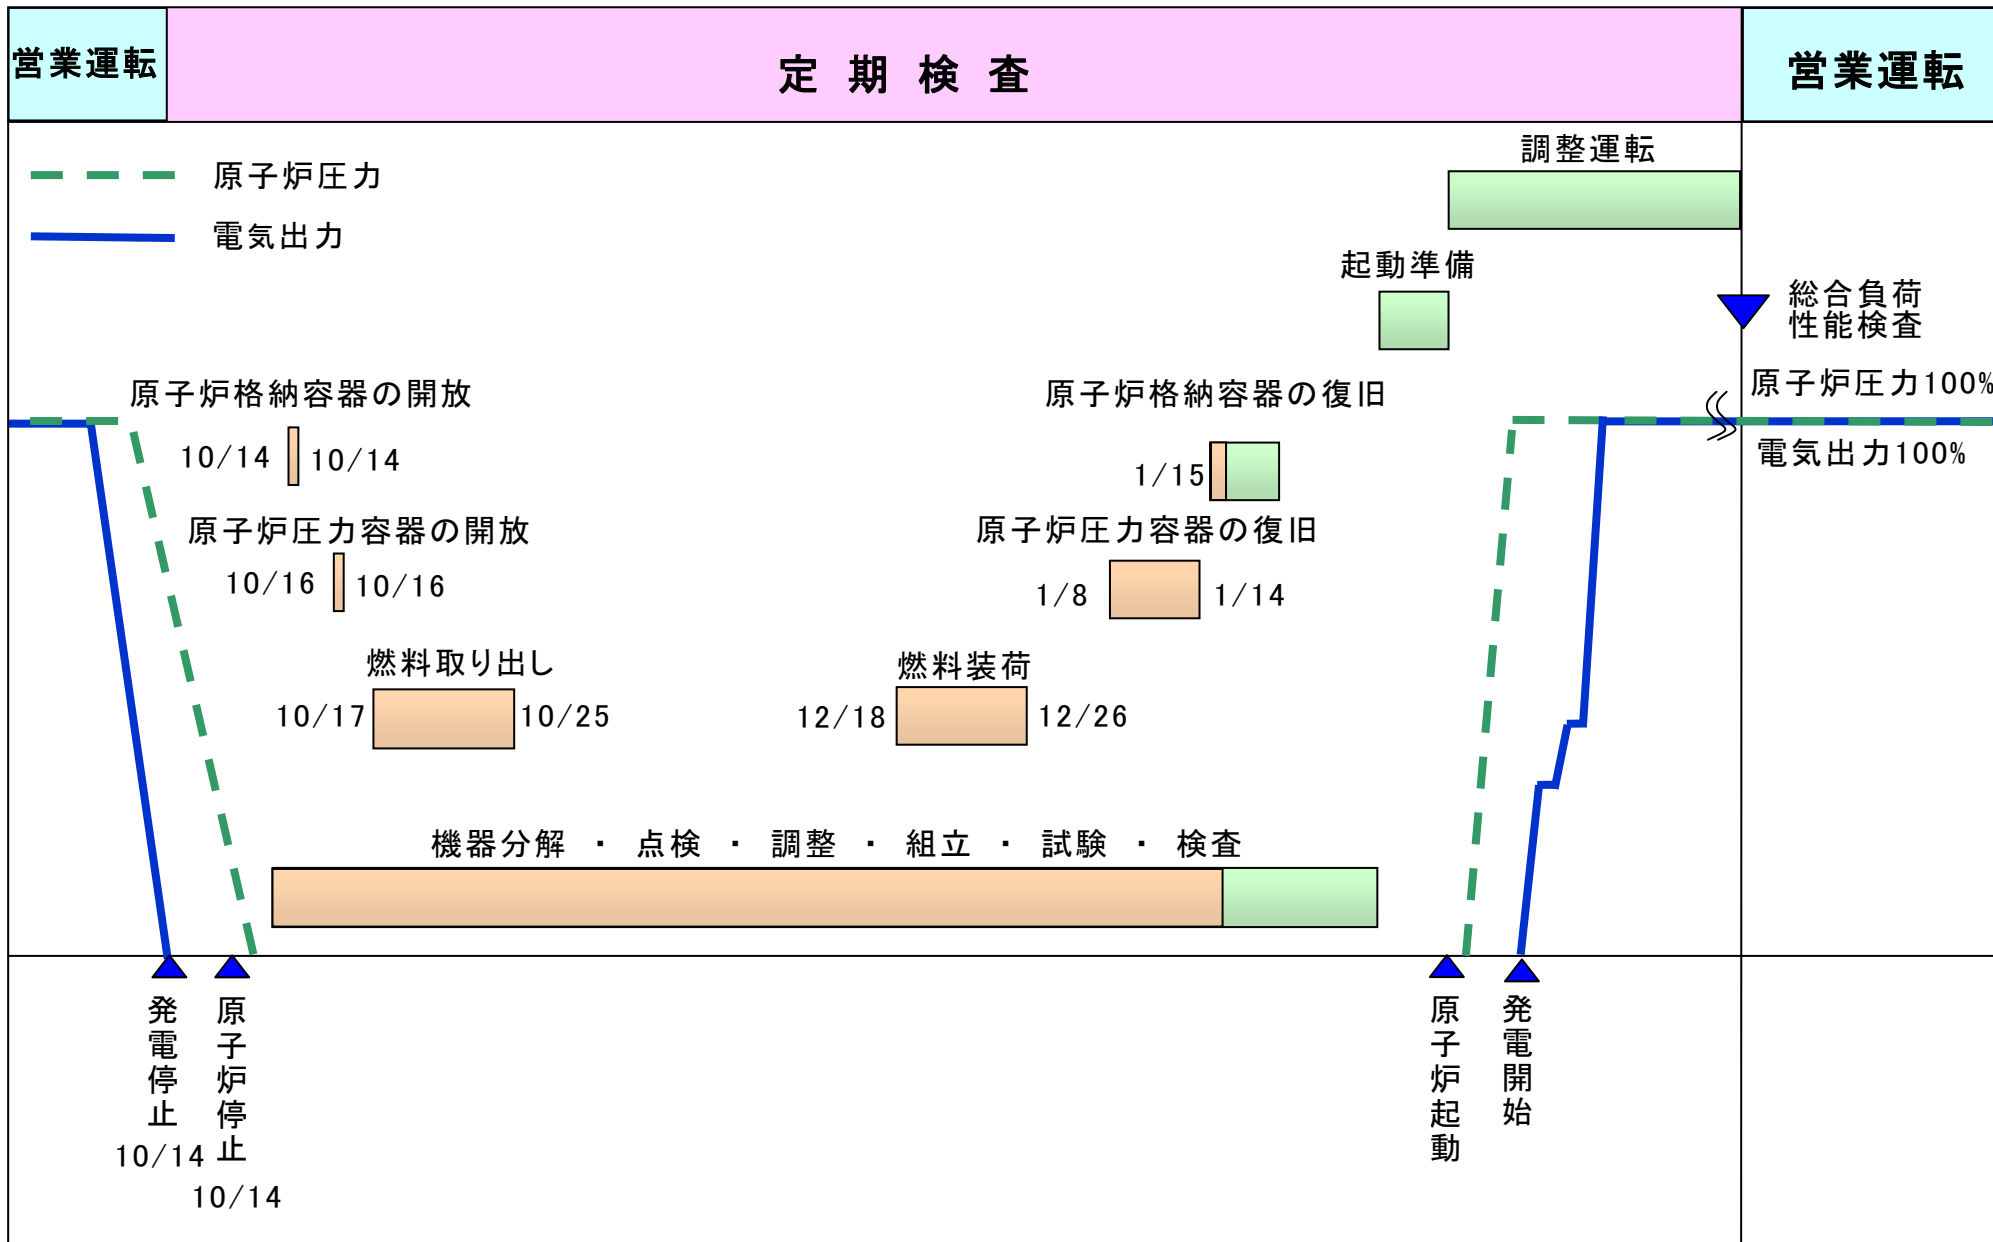 営業運転
定期検査
営業運転
原子炉圧力
電気出力
調整運転
起動準備
総合負荷
性能検査
原子炉圧力100%
電気出力100%
原子炉格納容器の開放
10/14 10/14
原子炉格納容器の復旧
1/15
原子炉圧力容器の開放
10/16 10/16
原子炉圧力容器の復旧
1/8 1/14
燃料取り出し
10/17 10/25
燃料装荷
12/18 12/26
機器分解 ・ 点検 ・ 調整 ・ 組立 ・ 試験 ・ 検査
発電停止
10/14
原子炉停止
10/14
原子炉起動
発電開始